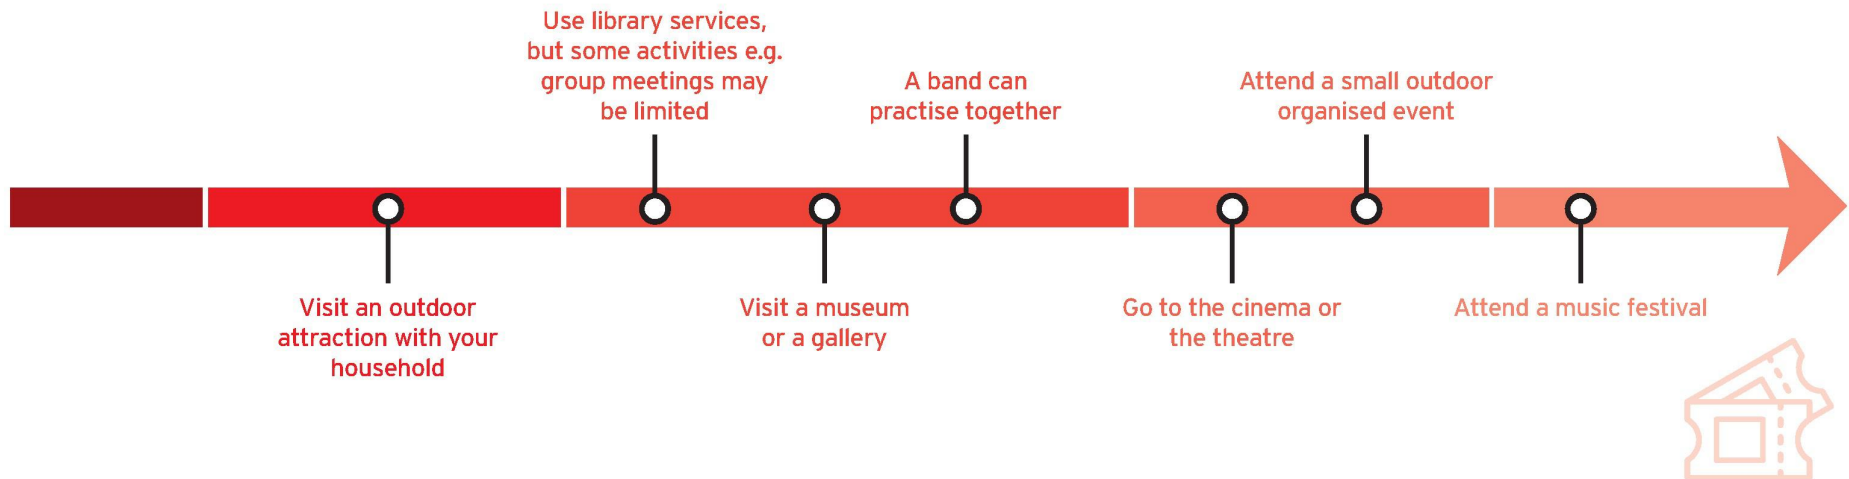 Use library services,
but some activities e.g.
group meetings may
be limited
A band can
practise together
Attend a small outdoor
organised event
Visit an outdoor
attraction with your
household
Visit a museum
or a gallery
Go to the cinema or
the theatre
Attend a music festival